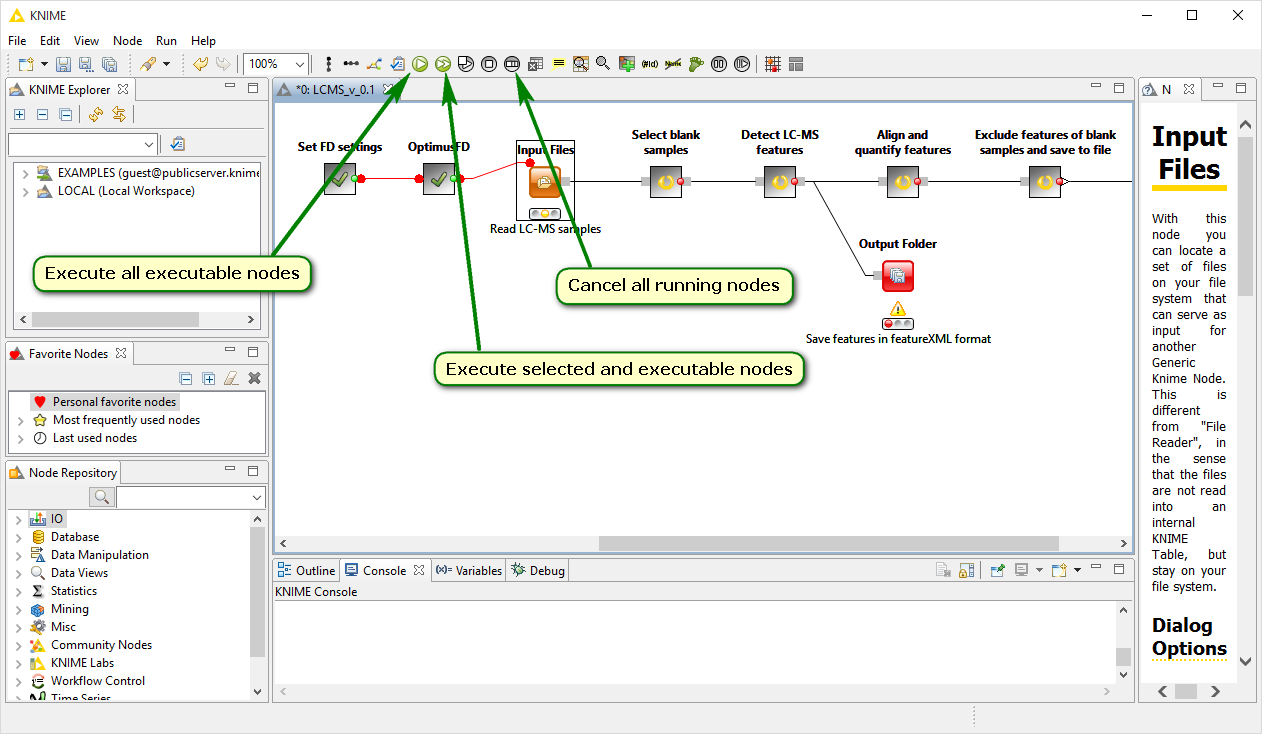 KNIME
File Edit View Node Run Help
100%
(#id)
KNIME Explorer
*0: LCMS_v_0.1
N
EXAMPLES (guest@publicserver.knime
LOCAL (Local Workspace)
Set FD settings
OptimusFD
Input Files
Read LC-MS samples
Select blank
samples
Detect LC-MS
features
Align and
quantify features
Exclude features of blank
samples and save to file
Output Folder
Save features in featureXML format
Execute all executable nodes
Cancel all running nodes
Execute selected and executable nodes
Favorite Nodes
Personal favorite nodes
Most frequently used nodes
Last used nodes
Node Repository
IO
Database
Data Manipulation
Data Views
Statistics
Mining
Misc
Community Nodes
KNIME Labs
Workflow Control
Time Series
Outline
Console
(x)= Variables
Debug
KNIME Console
Input
Files
With this
node you
can locate a
set of files
on your file
system that
can serve as
input for
another
Generic
Knime Node.
This is
different
from "File
Reader", in
the sense
that the files
are not read
into an
internal
KNIME
Table, but
stay on your
file system.
Dialog
Options